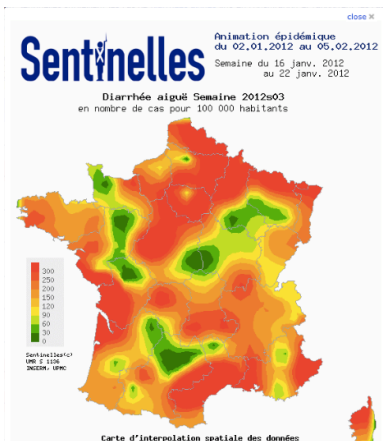 close ✖
Sentinelles
Animation épidémique
du 02.01.2012 au 05.02.2012
Semaine du 16 janv. 2012
au 22 janv. 2012
Diarrhée aiguë Semaine 2012s03
en nombre de cas pour 100 000 habitants
300
250
200
150
120
90
60
30
0
Sentinelles(c)
UMR S 1136
INSERM- UPMC
Carte d'interpolation spatiale des données